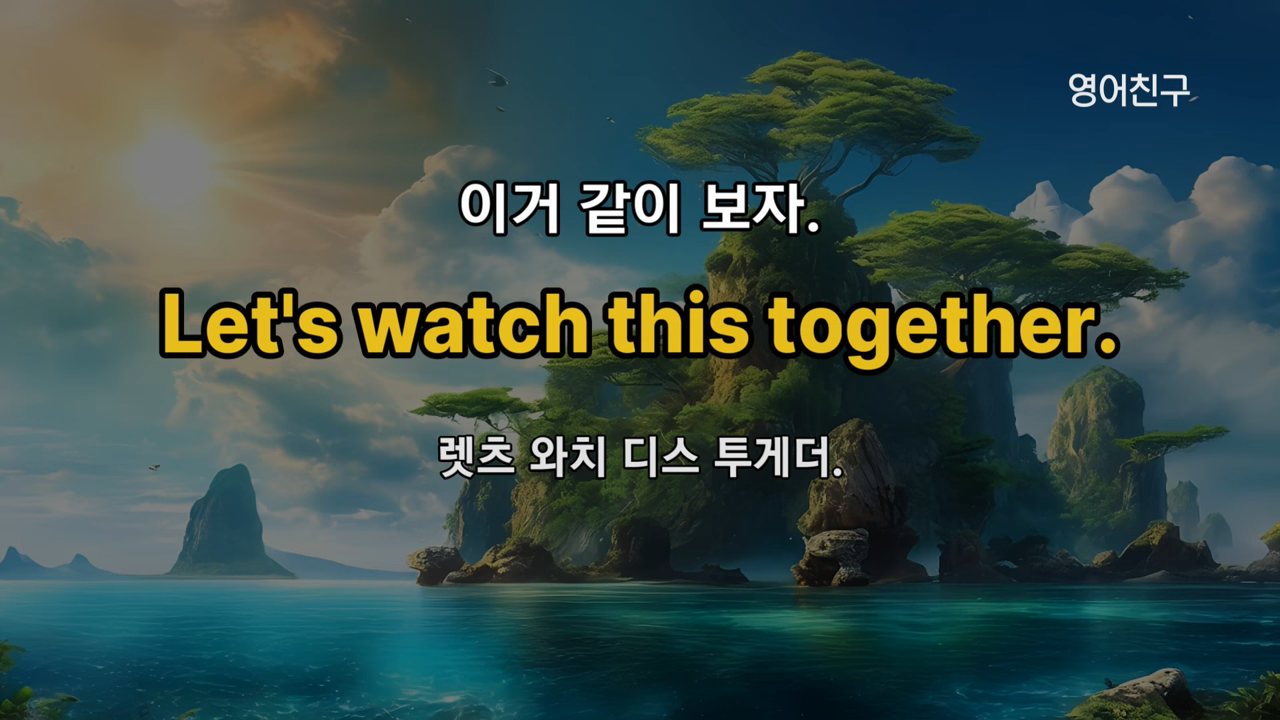 영어친구
이거 같이 보자.
Let's watch this together.
렛츠 와치 디스 투게더.